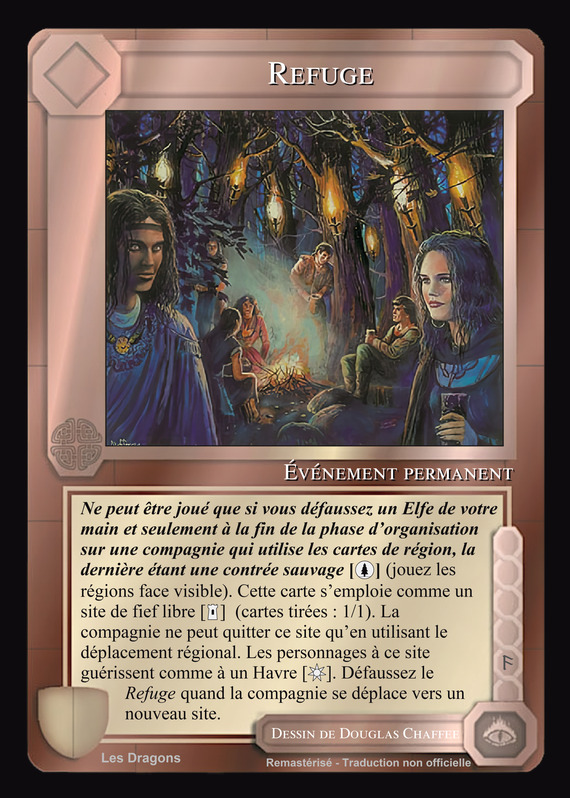 Refuge
Événement permanent
Ne peut être joué que si vous défaussez un Elfe de votre
main et seulement à la fin de la phase d'organisation
sur une compagnie qui utilise les cartes de région, la
dernière étant une contrée sauvage [] (jouez les
régions face visible). Cette carte s'emploie comme un
site de fief libre [] (cartes tirées : 1/1). La
compagnie ne peut quitter ce site qu'en utilisant le
déplacement régional. Les personnages à ce site
guérissent comme à un Havre []. Défaussez le
Refuge quand la compagnie se déplace vers un
nouveau site.
Dessin de Douglas Chaffee
Les Dragons
Remastérisé - Traduction non officielle